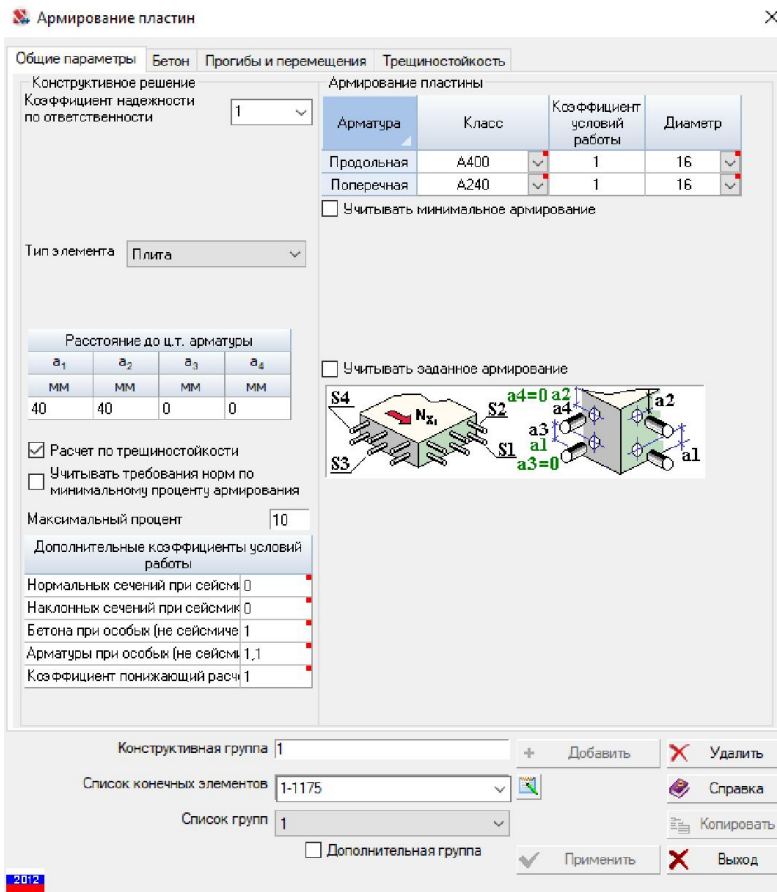 Армирование пластин
Общие параметры Бетон Прогибы и перемещения Трещиностойкость
Конструктивное решение
Коэффициент надежности по ответственности 1
Тип элемента Плита
Расстояние до ц.т. арматуры
a1 a2 a3 a4
мм мм мм мм
40 40 0 0
Расчет по трещиностойкости
Учитывать требования норм по минимальному проценту армирования
Максимальный процент 10
Дополнительные коэффициенты условий работы
Нормальных сечений при сейсми 0
Наклонных сечений при сейсмик 0
Бетона при особых (не сейсмиче 1
Арматуры при особых (не сейсми 1,1
Коэффициент понижающий расч 1
Армирование пластины
Арматура Класс Коэффициент условий работы Диаметр
Продольная A400 1 16
Поперечная A240 1 16
Учитывать минимальное армирование
Учитывать заданное армирование
S4 Nx1 S2 S3 S1
a4=0 a2 a4 a2
a3 a1 a3=0 a1
Конструктивная группа 1
Список конечных элементов 1-1175
Список групп 1
Дополнительная группа
Добавить Удалить
Справка
Копировать
Применить Выход
2012